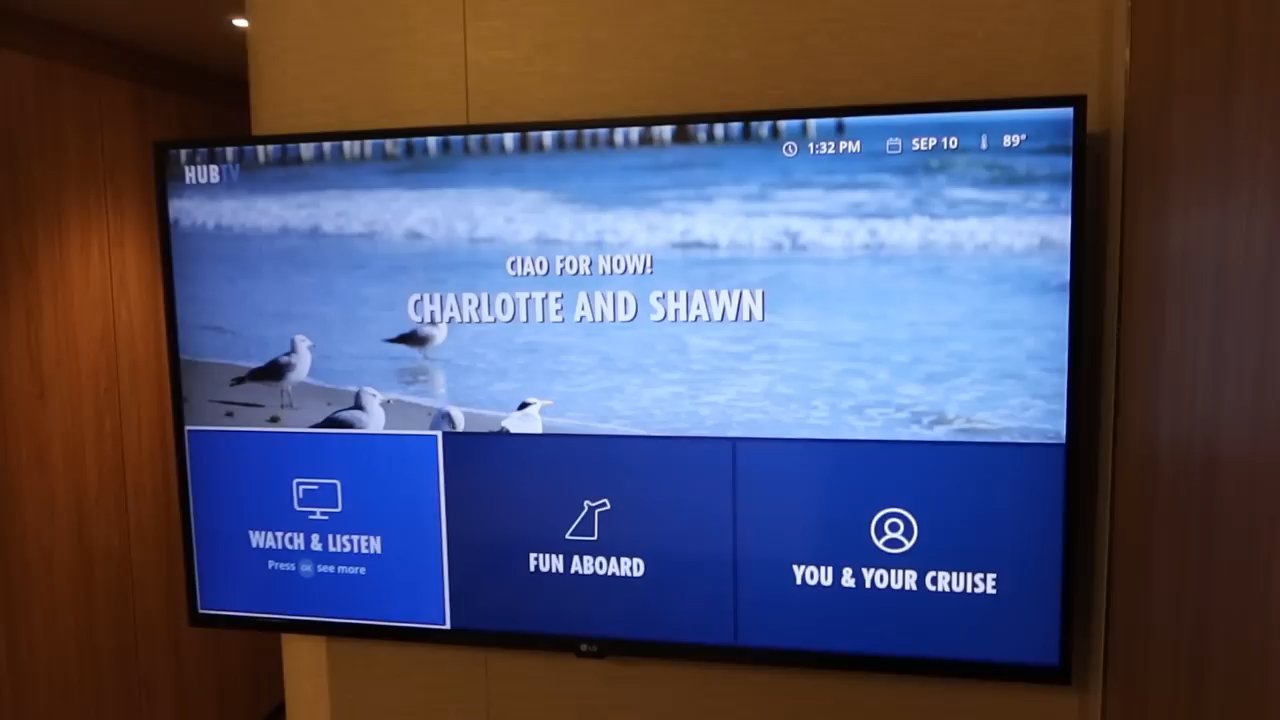 HUBTV
1:32 PM SEP 10 89°
CIAO FOR NOW!
CHARLOTTE AND SHAWN
WATCH & LISTEN
Press OK see more
FUN ABOARD
YOU & YOUR CRUISE
LG